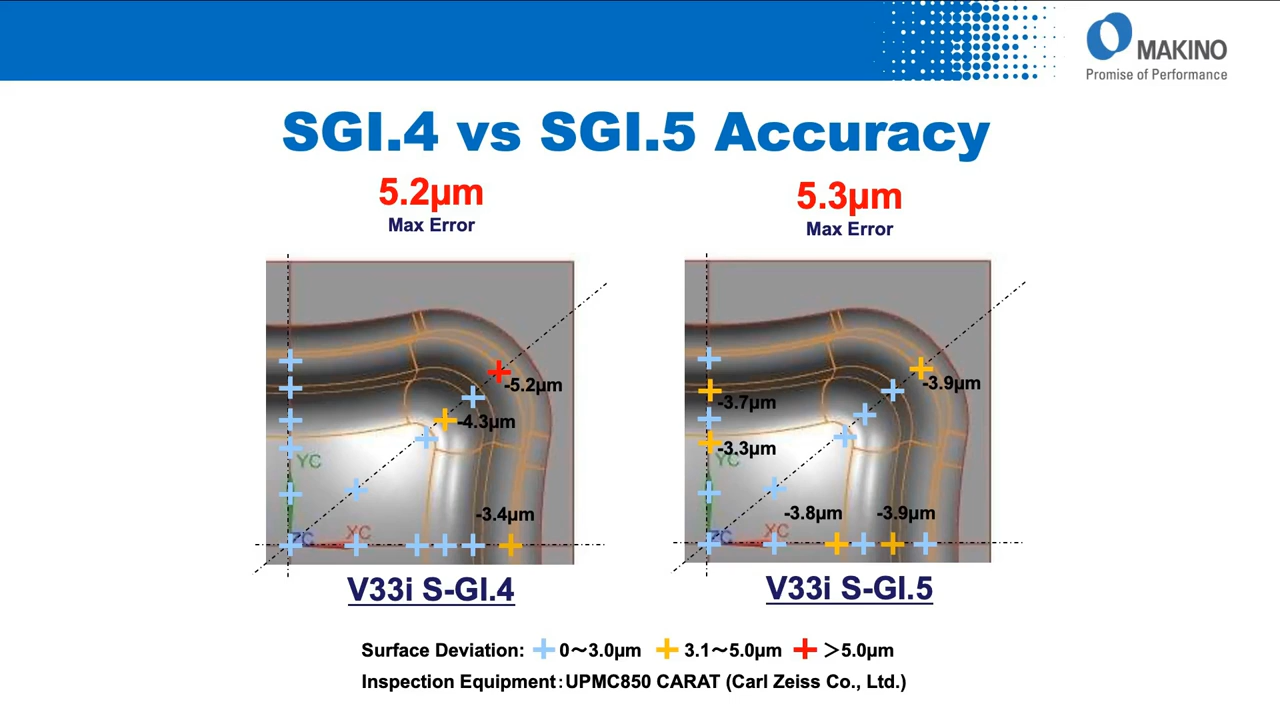 MAKINO
Promise of Performance
SGI.4 vs SGI.5 Accuracy
5.2µm
Max Error
5.3µm
Max Error
-5.2µm
-4.3µm
YC
-3.4µm
ZC
XC
V33i S-GI.4
-3.9µm
-3.7µm
-3.3µm
YC
-3.8µm
-3.9µm
ZC
XC
V33i S-GI.5
Surface Deviation: 0~3.0µm 3.1~5.0µm >5.0µm
Inspection Equipment:UPMC850 CARAT (Carl Zeiss Co., Ltd.)